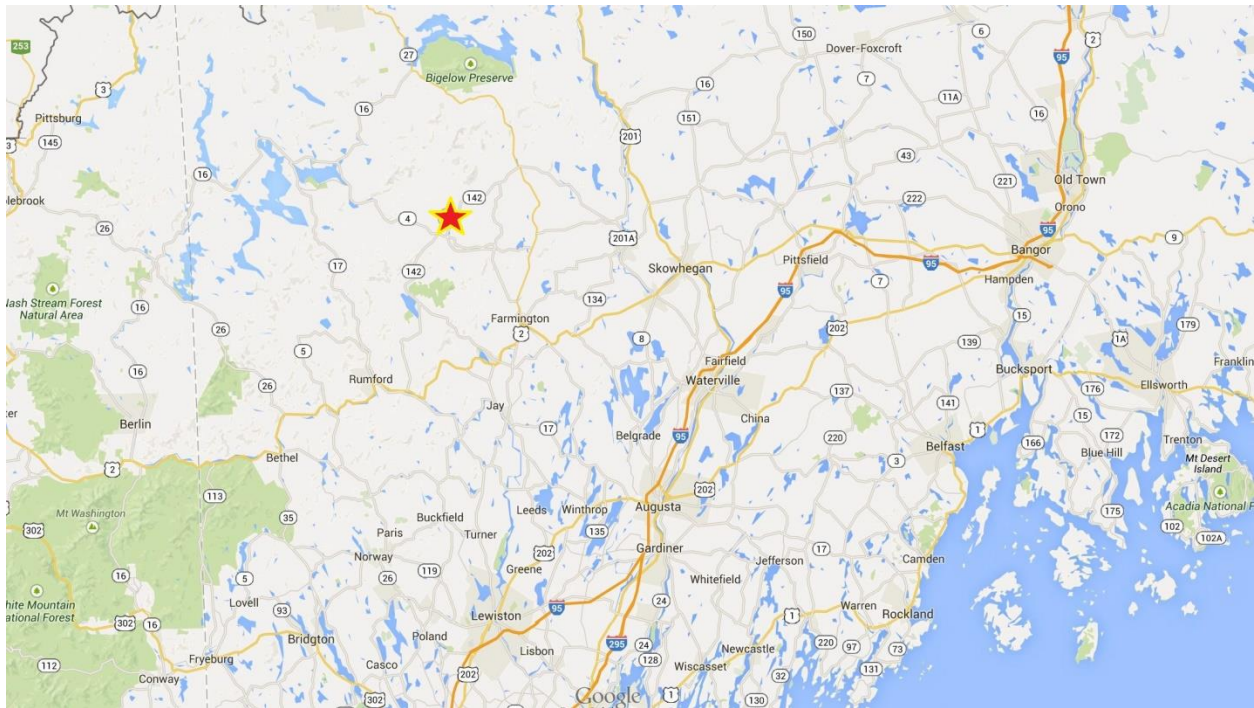 253
3
Pittsburg
145
3
lebrook
26
16
27
Bigelow Preserve
16
16
142
4
17
142
201
201A
150
Dover-Foxcroft
6
95
2
7
16
11A
16
151
43
221
Old Town
222
Orono
95
9
Bangor
Hampden
Pittsfield
95
7
95
Skowhegan
134
Nash Stream Forest
Natural Area
16
26
5
Farmington
2
8
202
15
139
1A
179
Franklin
16
26
Rumford
Fairfield
Waterville
137
Bucksport
176
Ellsworth
Berlin
Jay
17
China
141
15
Belgrade
95
220
Belfast
1
166
172
Trenton
Bethel
2
3
Blue Hill
Mt Desert
Island
113
202
Mt Washington
35
Leeds
Winthrop
Augusta
175
Acadia National F
302
Buckfield
135
102
102A
Paris
Turner
Gardiner
Norway
202
Jefferson
17
Camden
16
5
26
119
Greene
Whitefield
White Mountain
National Forest
Lovell
93
Lewiston
95
24
Warren
Rockland
302
16
Bridgton
Poland
1
Lisbon
295
24
Newcastle
220
97
73
112
Fryeburg
Casco
202
128
Wiscasset
131
Conway
302
Google
1
32
130